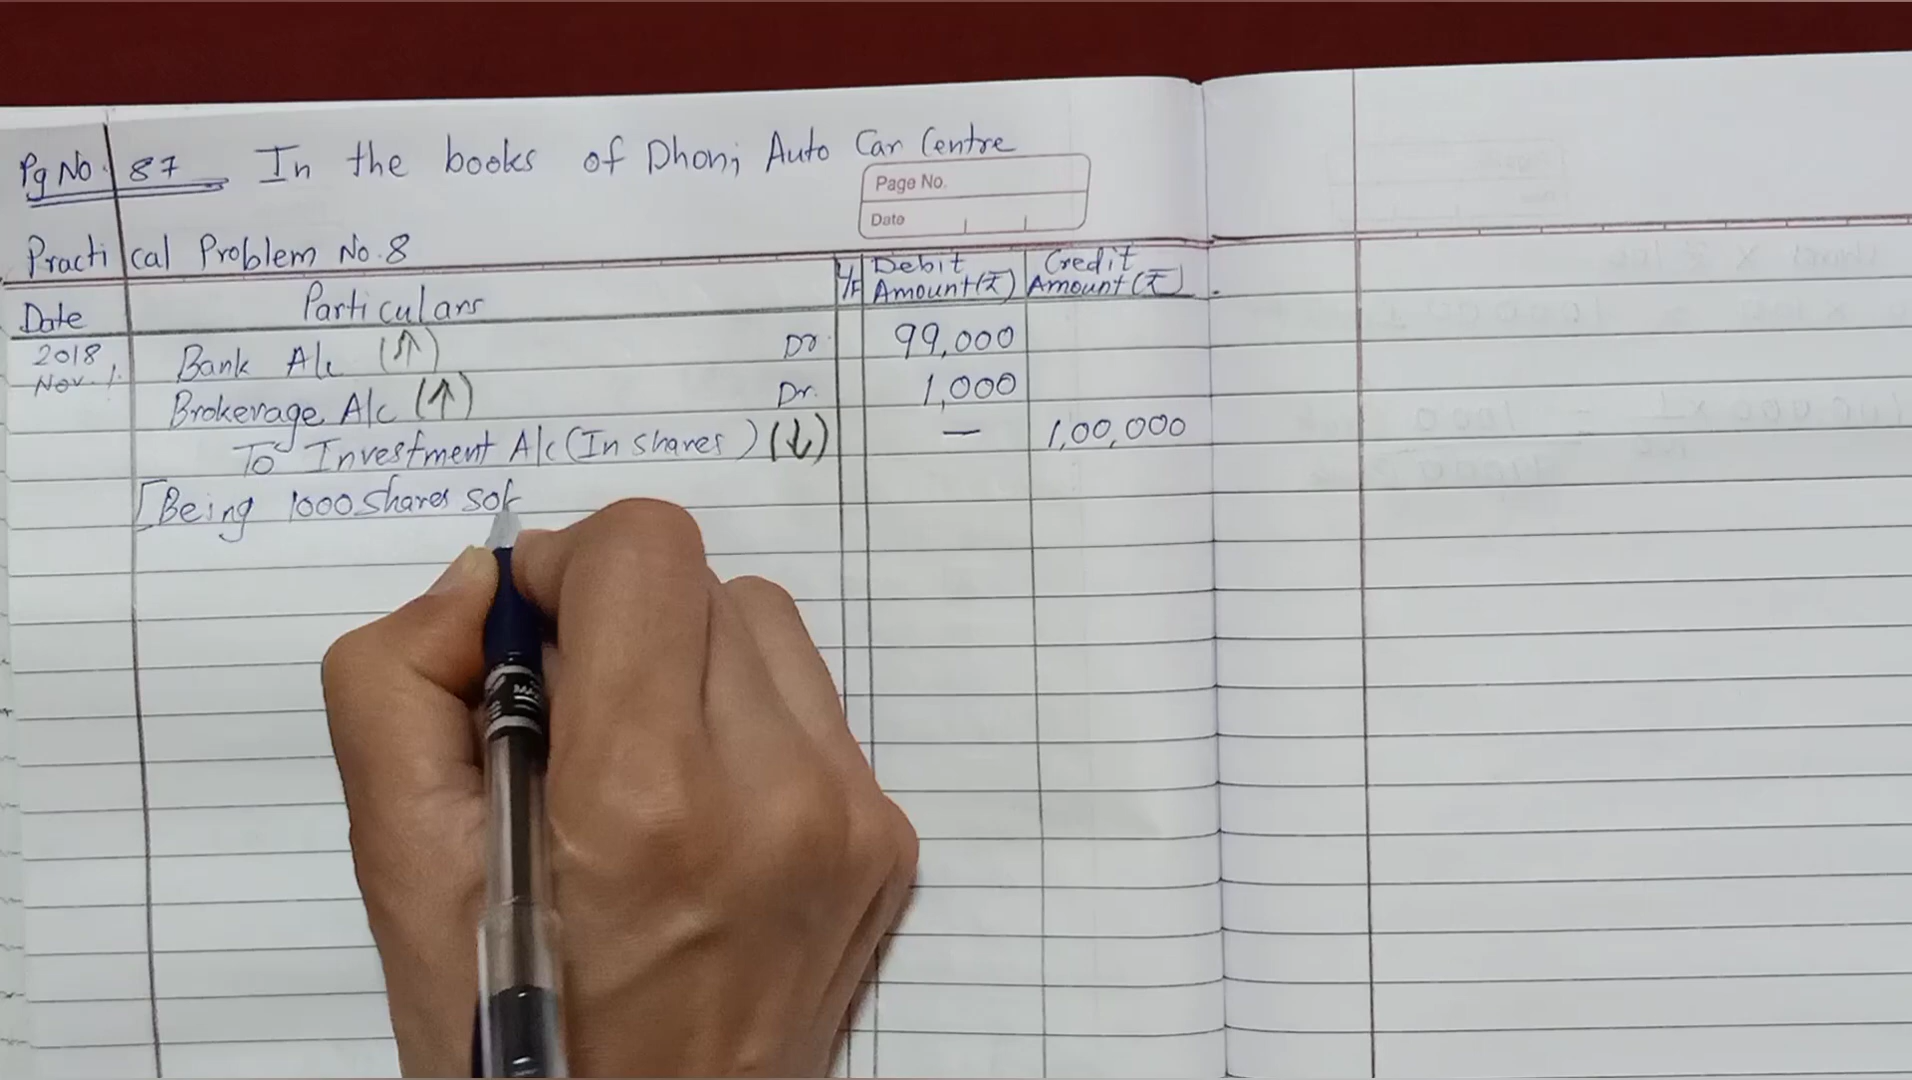 Pg No. 87 In the books of Dhoni Auto Car Centre
Page No.
Date
Practical Problem No. 8
Date Particulars L/F Debit Amount (₹) Credit Amount (₹)
2018 Nov. 1. Bank A/c (↑) Dr. 99,000
Brokerage A/c (↑) Dr. 1,000
To Investment A/c (In shares) (↓) — 1,00,000
[Being 1000 shares sol